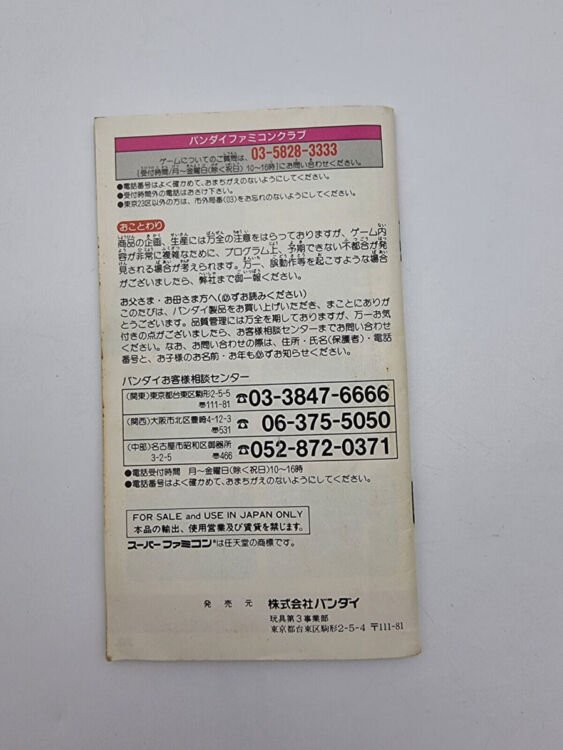 バンダイファミコンクラブ
ゲームについてのご質問は、03-5828-3333
(受付時間/月〜金曜日(除く祝日)10〜16時)にお問い合わせください。
●電話番号はよく確かめて、おまちがえのないようにしてください。
●受付時間外の電話はおさけ下さい。
●東京23区以外の方は、市外局番(03)をお忘れのないようにしてください。
おことわり
商品の企画、生産には万全の注意をはらっておりますが、ゲーム内
容が非常に複雑なために、プログラム上、予期できない不都合が発
見される場合が考えられます。万一、誤動作等を起こすような場合
がございましたら、弊社まで御一報ください。
お父さま・お母さま方へ(必ずお読みください)
このたびは、バンダイ製品をお買い上げいただき、まことにありが
とうございます。品質管理には万全を期しておりますが、万一お気
付きの点がございましたら、お客様相談センターまでお問い合わせ
ください。なお、お問い合わせの際は、住所・氏名(保護者)・電話
番号と、お子様のお名前・お年も必ずお知らせください。
バンダイお客様相談センター
(関東)東京都台東区駒形2-5-5 〒111-81 ☎03-3847-6666
(関西)大阪市北区豊崎4-12-3 〒531 ☎06-375-5050
(中部)名古屋市昭和区御器所3-2-5 〒466 ☎052-872-0371
●電話受付時間 月〜金曜日(除く祝日)10〜16時
●電話番号はよく確かめて、おまちがえのないようにしてください。
FOR SALE and USE IN JAPAN ONLY
本品の輸出、使用営業及び賃貸を禁じます。
スーパーファミコン®は任天堂の商標です。
発売元 株式会社バンダイ
玩具第3事業部
東京都台東区駒形2-5-4 〒111-81